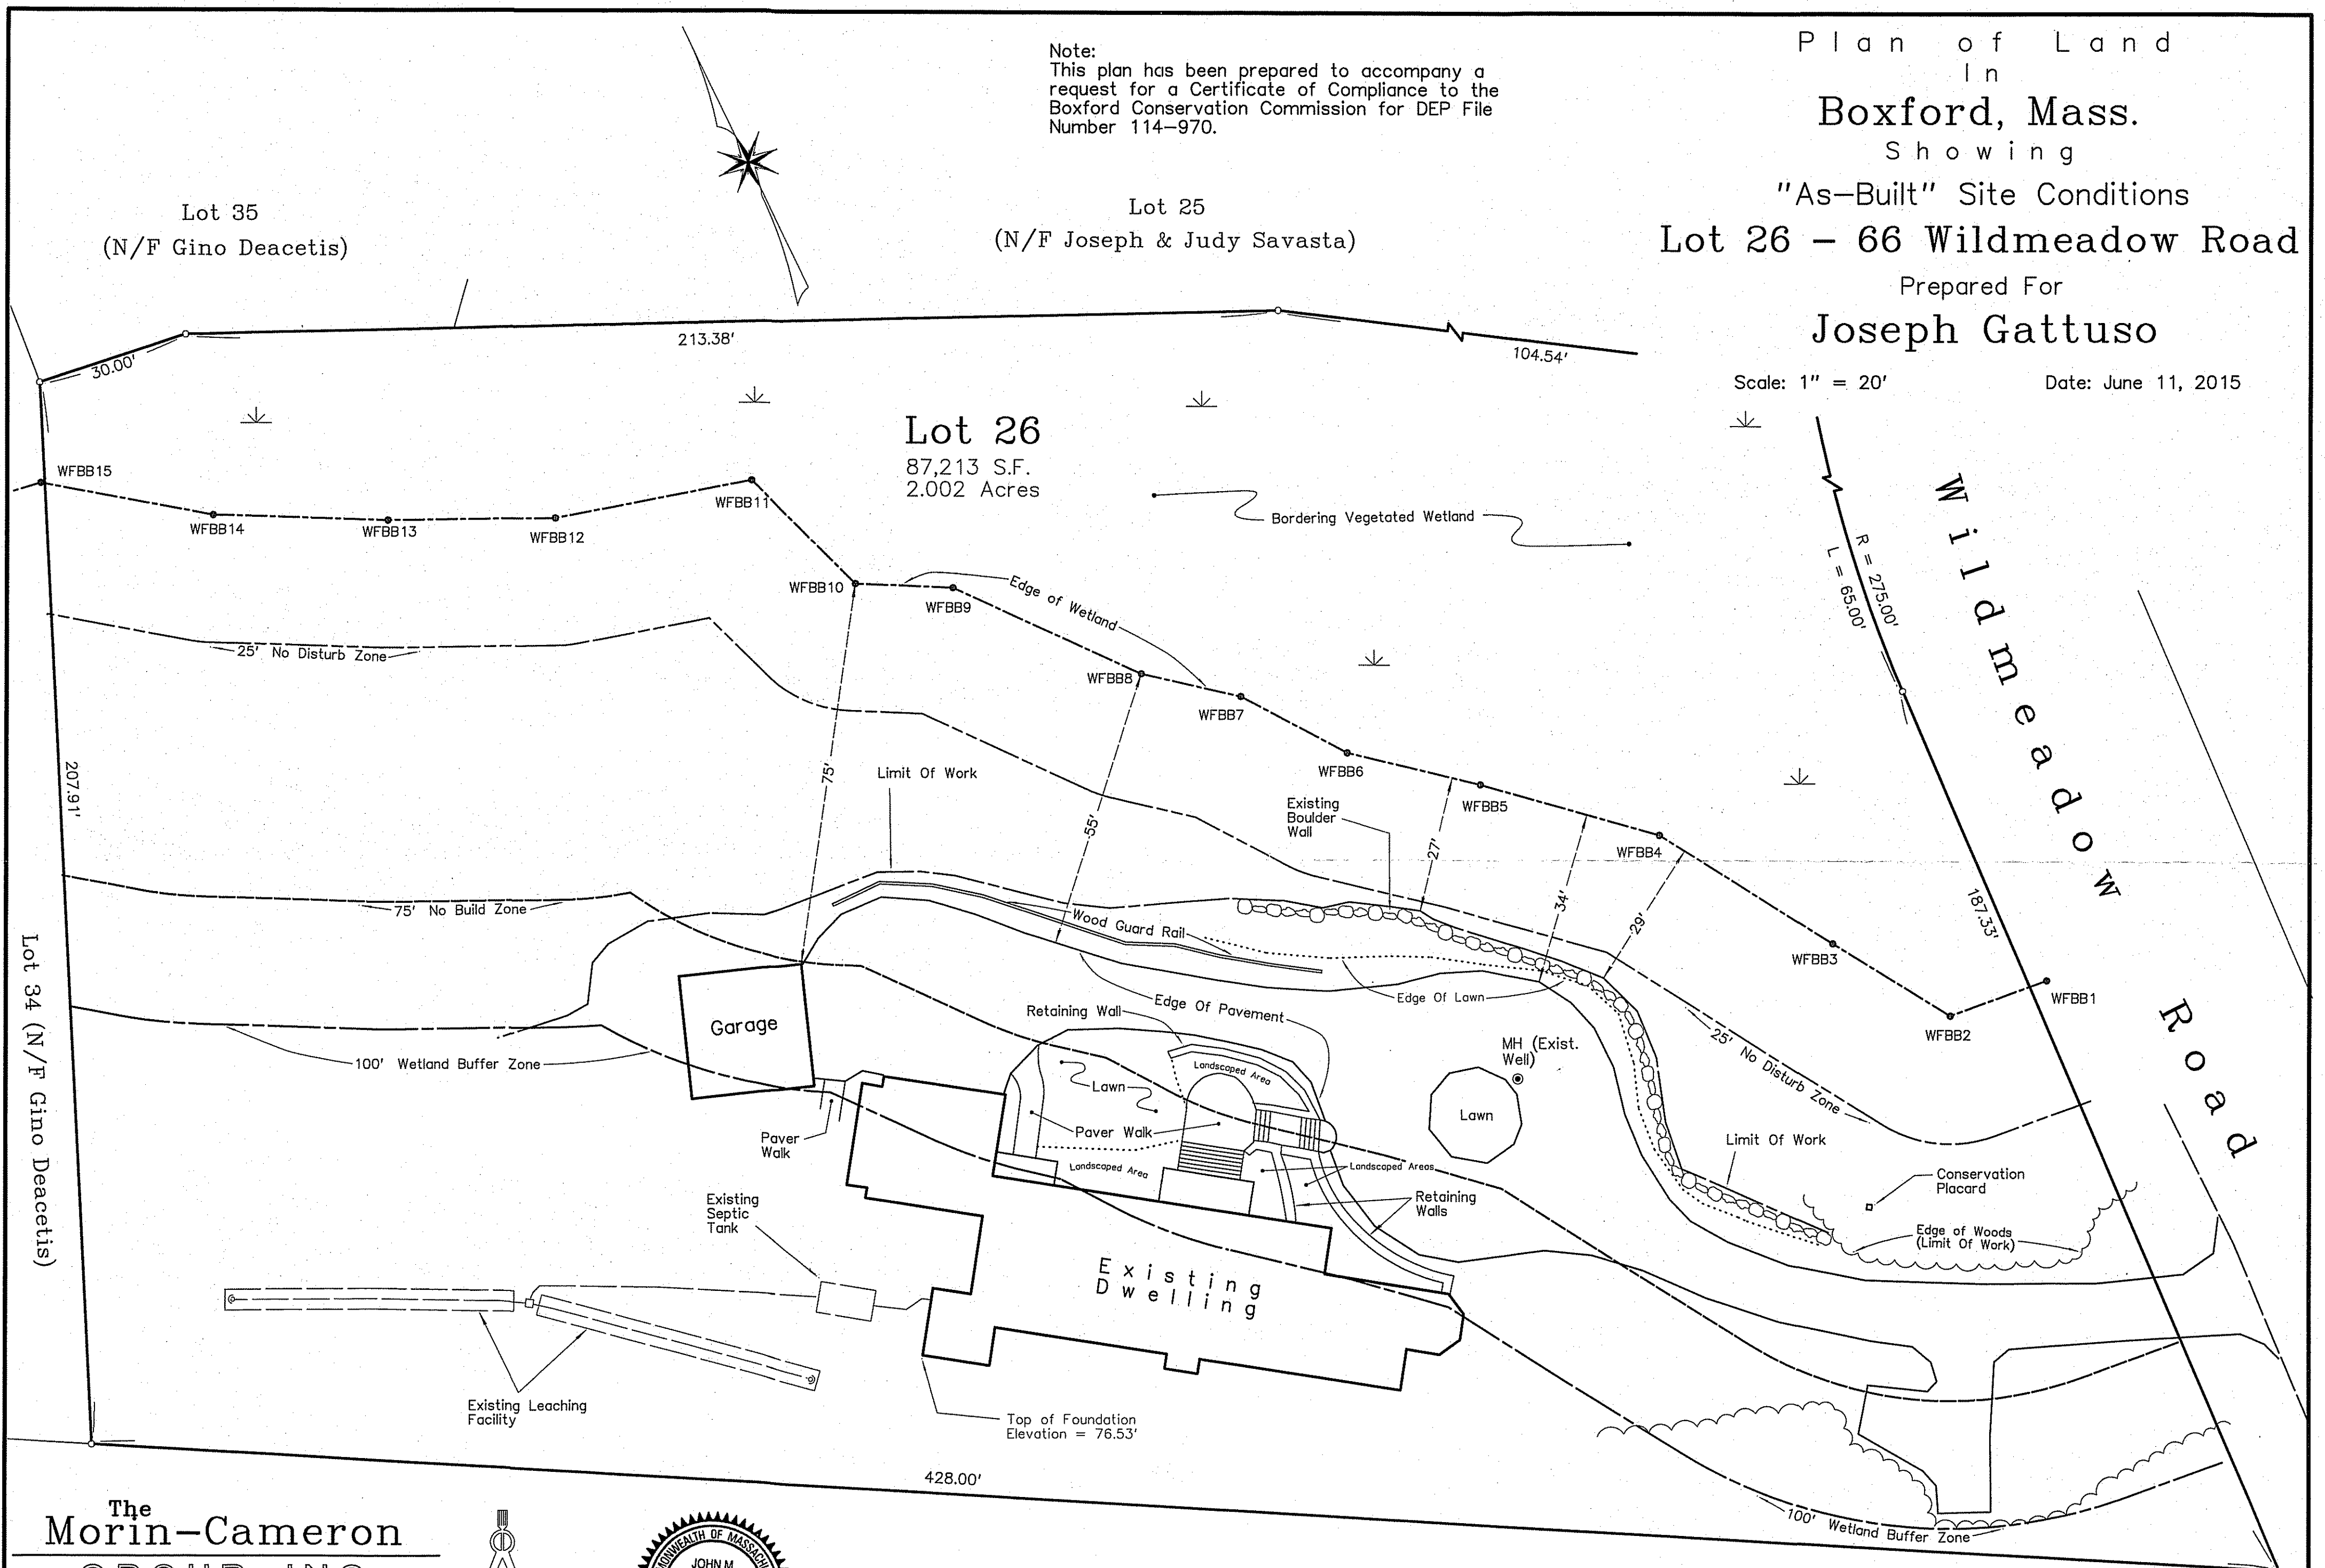 Plan of Land
In
Boxford, Mass.
Showing
"As-Built" Site Conditions
Lot 26 - 66 Wildmeadow Road
Prepared For
Joseph Gattuso
Scale: 1" = 20'
Date: June 11, 2015
Note:
This plan has been prepared to accompany a
request for a Certificate of Compliance to the
Boxford Conservation Commission for DEP File
Number 114-970.
Lot 35
(N/F Gino Deacetis)
Lot 25
(N/F Joseph & Judy Savasta)
30.00'
213.38'
104.54'
Lot 26
87,213 S.F.
2.002 Acres
Bordering Vegetated Wetland
WFBB15
WFBB14
WFBB13
WFBB12
WFBB11
WFBB10
WFBB9
Edge of Wetland
WFBB8
WFBB7
WFBB6
WFBB5
WFBB4
WFBB3
WFBB2
WFBB1
R = 275.00'
L = 65.00'
Wildmeadow Road
187.33'
25' No Disturb Zone
207.91'
75'
Limit Of Work
55'
Existing
Boulder
Wall
27'
34'
29'
75' No Build Zone
Wood Guard Rail
Edge Of Lawn
Edge Of Pavement
Retaining Wall
Lot 34 (N/F Gino Deacetis)
Garage
100' Wetland Buffer Zone
MH (Exist.
Well)
25' No Disturb Zone
Landscaped Area
Lawn
Lawn
Paver Walk
Paver
Walk
Landscaped Area
Landscaped Areas
Retaining
Walls
Limit Of Work
Conservation
Placard
Edge of Woods
(Limit Of Work)
Existing
Septic
Tank
Existing
Dwelling
Existing Leaching
Facility
Top of Foundation
Elevation = 76.53'
428.00'
100' Wetland Buffer Zone
The
Morin-Cameron
GROUP, INC.
JOHN M.